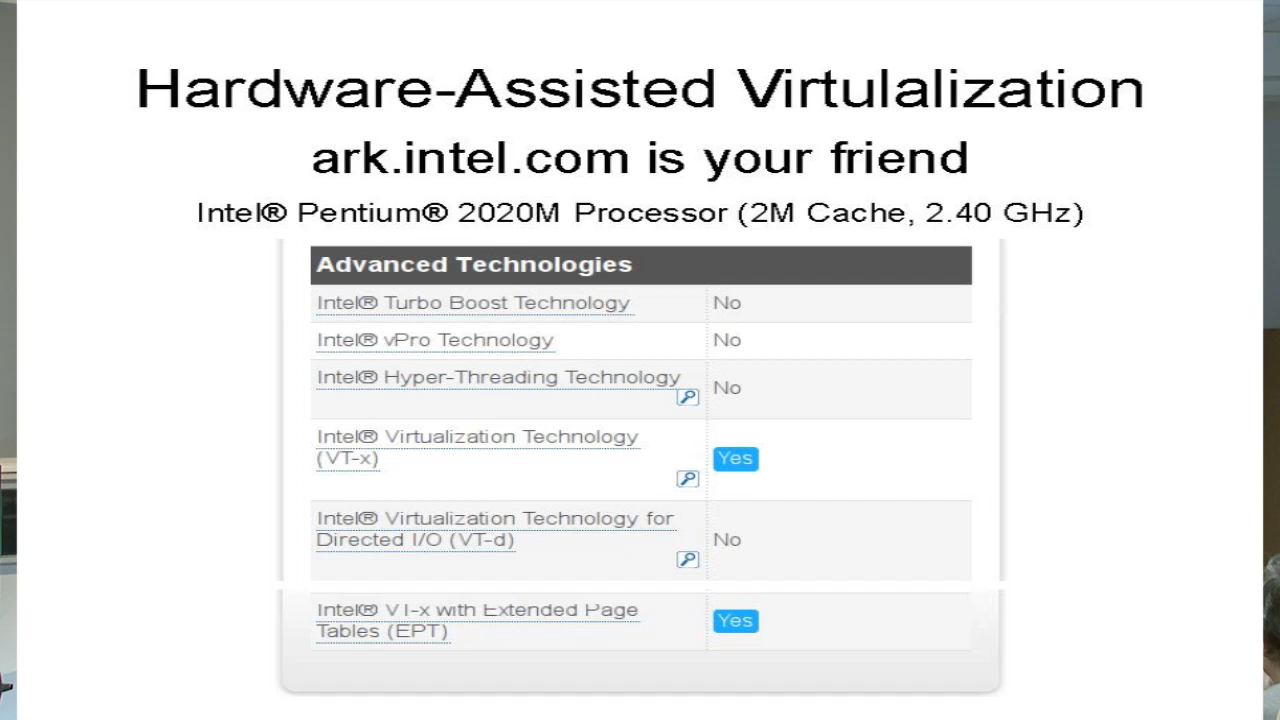 Hardware-Assisted Virtulalization
ark.intel.com is your friend
Intel® Pentium® 2020M Processor (2M Cache, 2.40 GHz)
Advanced Technologies
Intel® Turbo Boost Technology No
Intel® vPro Technology No
Intel® Hyper-Threading Technology No
Intel® Virtualization Technology
(VT-x) Yes
Intel® Virtualization Technology for
Directed I/O (VT-d) No
Intel® VT-x with Extended Page
Tables (EPT) Yes